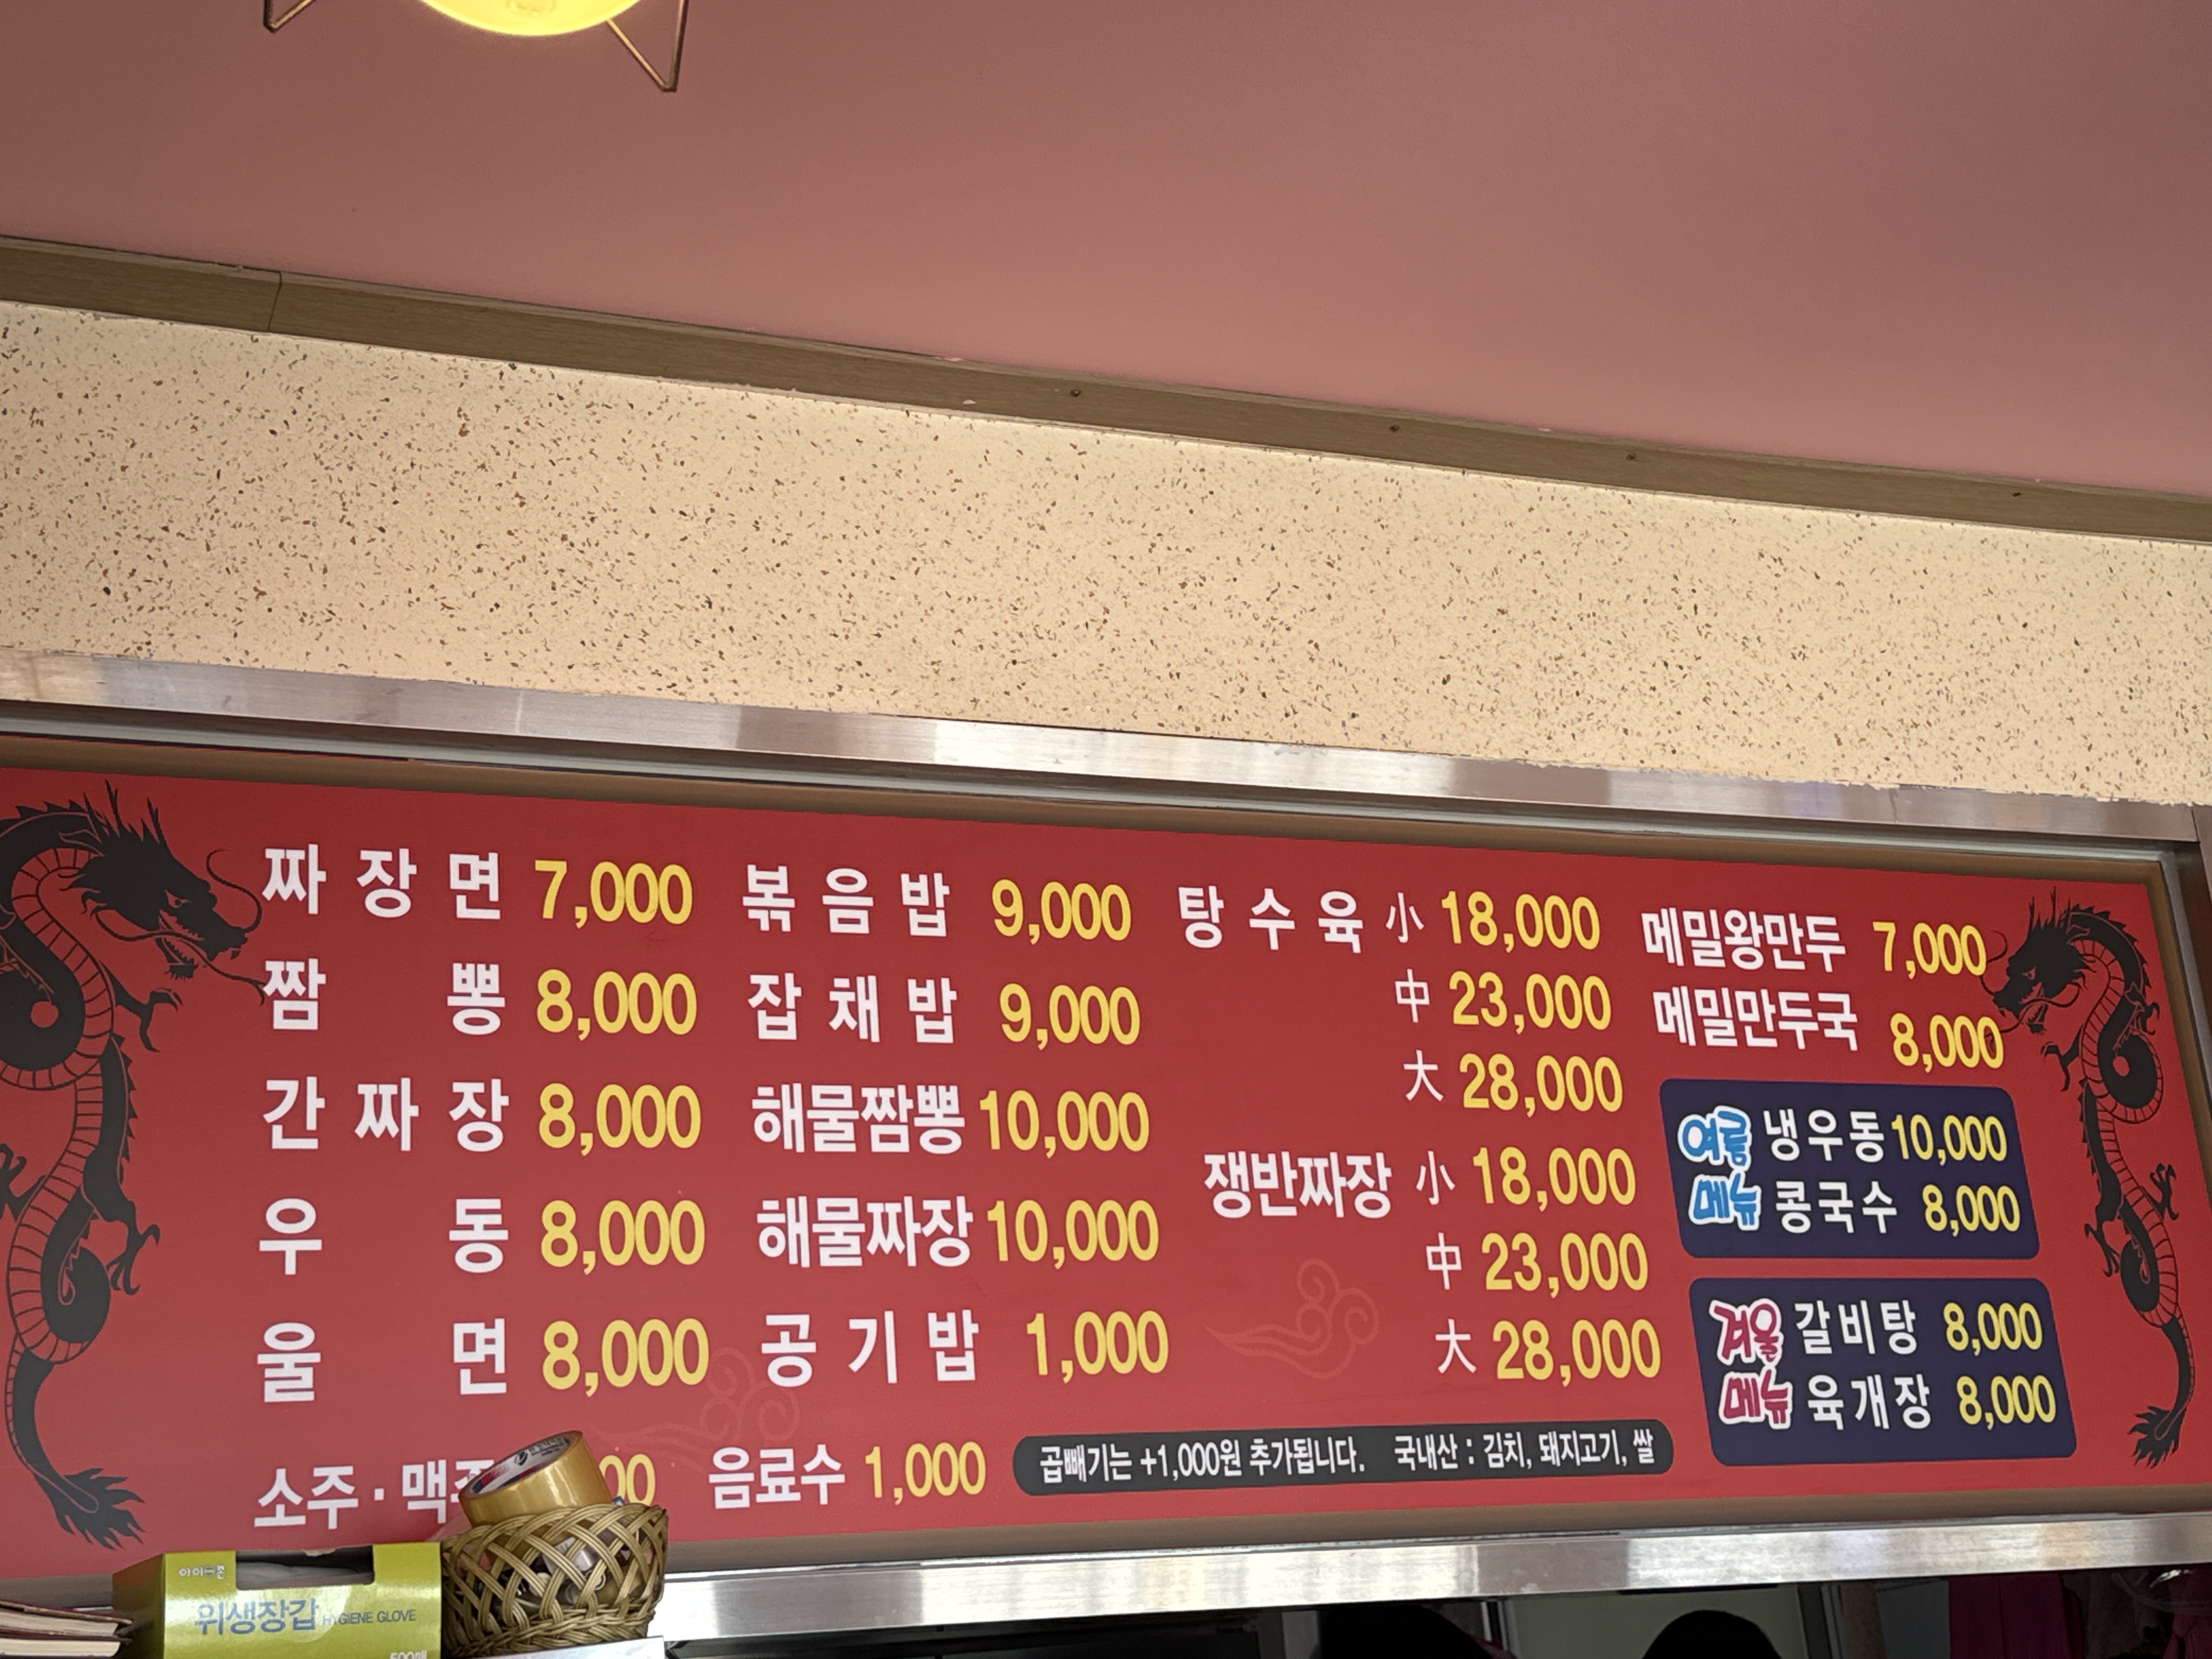 짜장면 7,000
짬뽕 8,000
간짜장 8,000
우동 8,000
울면 8,000
볶음밥 9,000
잡채밥 9,000
해물짬뽕 10,000
해물짜장 10,000
공기밥 1,000
탕수육 小 18,000
中 23,000
大 28,000
쟁반짜장 小 18,000
中 23,000
大 28,000
메밀왕만두 7,000
메밀만두국 8,000
여름메뉴
냉우동 10,000
콩국수 8,000
겨울메뉴
갈비탕 8,000
육개장 8,000
소주·
음료수 1,000
곱빼기는 +1,000원 추가됩니다. 국내산 : 김치, 돼지고기, 쌀
위생장갑 HYGIENE GLOVE